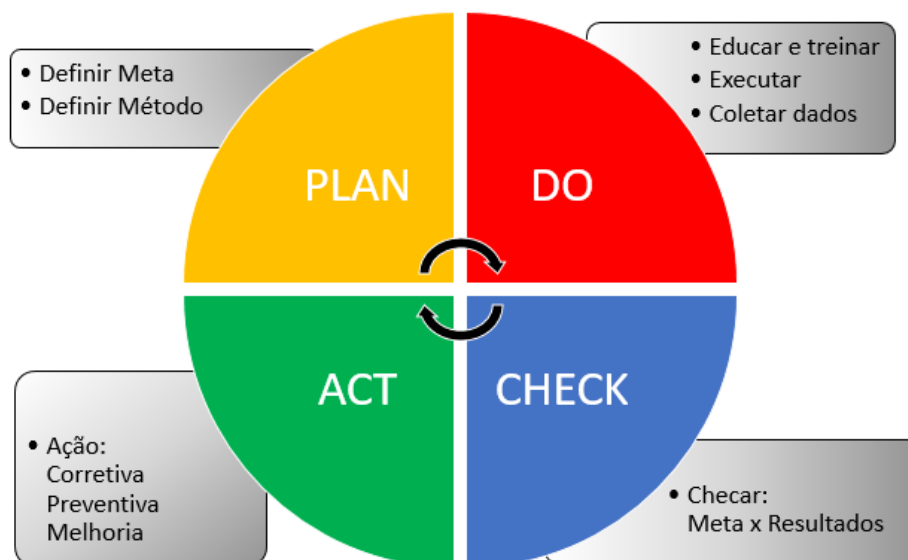 • Definir Meta
• Definir Método
PLAN
• Educar e treinar
• Executar
• Coletar dados
DO
ACT
• Ação:
Corretiva
Preventiva
Melhoria
CHECK
• Checar:
Meta x Resultados